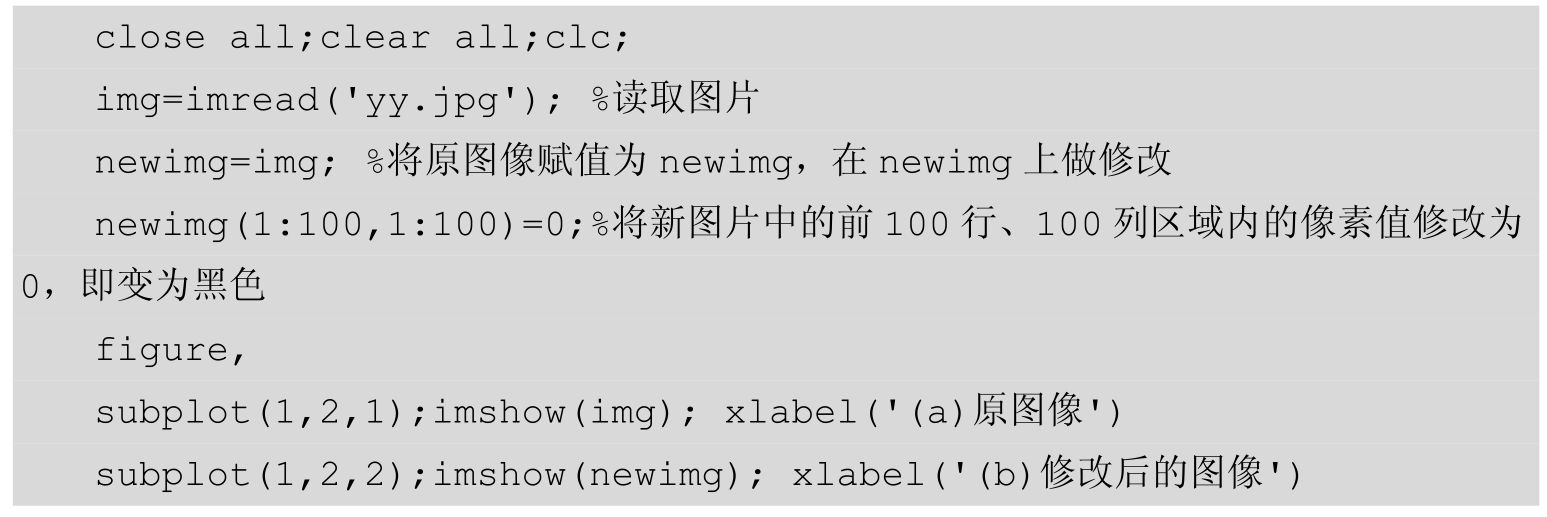 close all;clear all;clc;
img=imread('yy.jpg'); %读取图片
newimg=img; %将原图像赋值为 newimg，在 newimg 上做修改
newimg(1:100,1:100)=0;%将新图片中的前 100 行、100 列区域内的像素值修改为
0，即变为黑色
figure,
subplot(1,2,1);imshow(img); xlabel('(a)原图像')
subplot(1,2,2);imshow(newimg); xlabel('(b)修改后的图像')